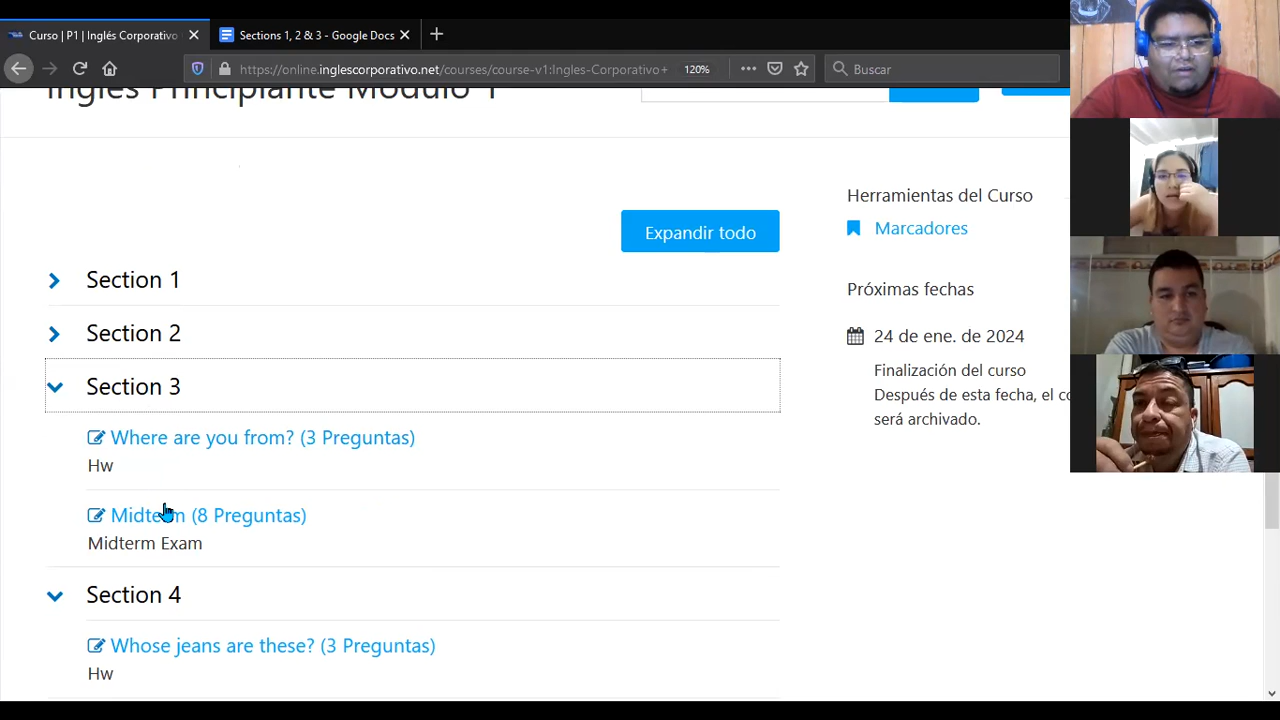 Curso | P1 | Inglés Corporativo
Sections 1, 2 & 3 - Google Docs
https://online.inglescorporativo.net/courses/course-v1:Ingles-Corporativo+
120%
Buscar
Inglés Principiante Módulo 1
Expandir todo
Section 1
Section 2
Section 3
Where are you from? (3 Preguntas)
Hw
Midterm (8 Preguntas)
Midterm Exam
Section 4
Whose jeans are these? (3 Preguntas)
Hw
Herramientas del Curso
Marcadores
Próximas fechas
24 de ene. de 2024
Finalización del curso
Después de esta fecha, el
será archivado.